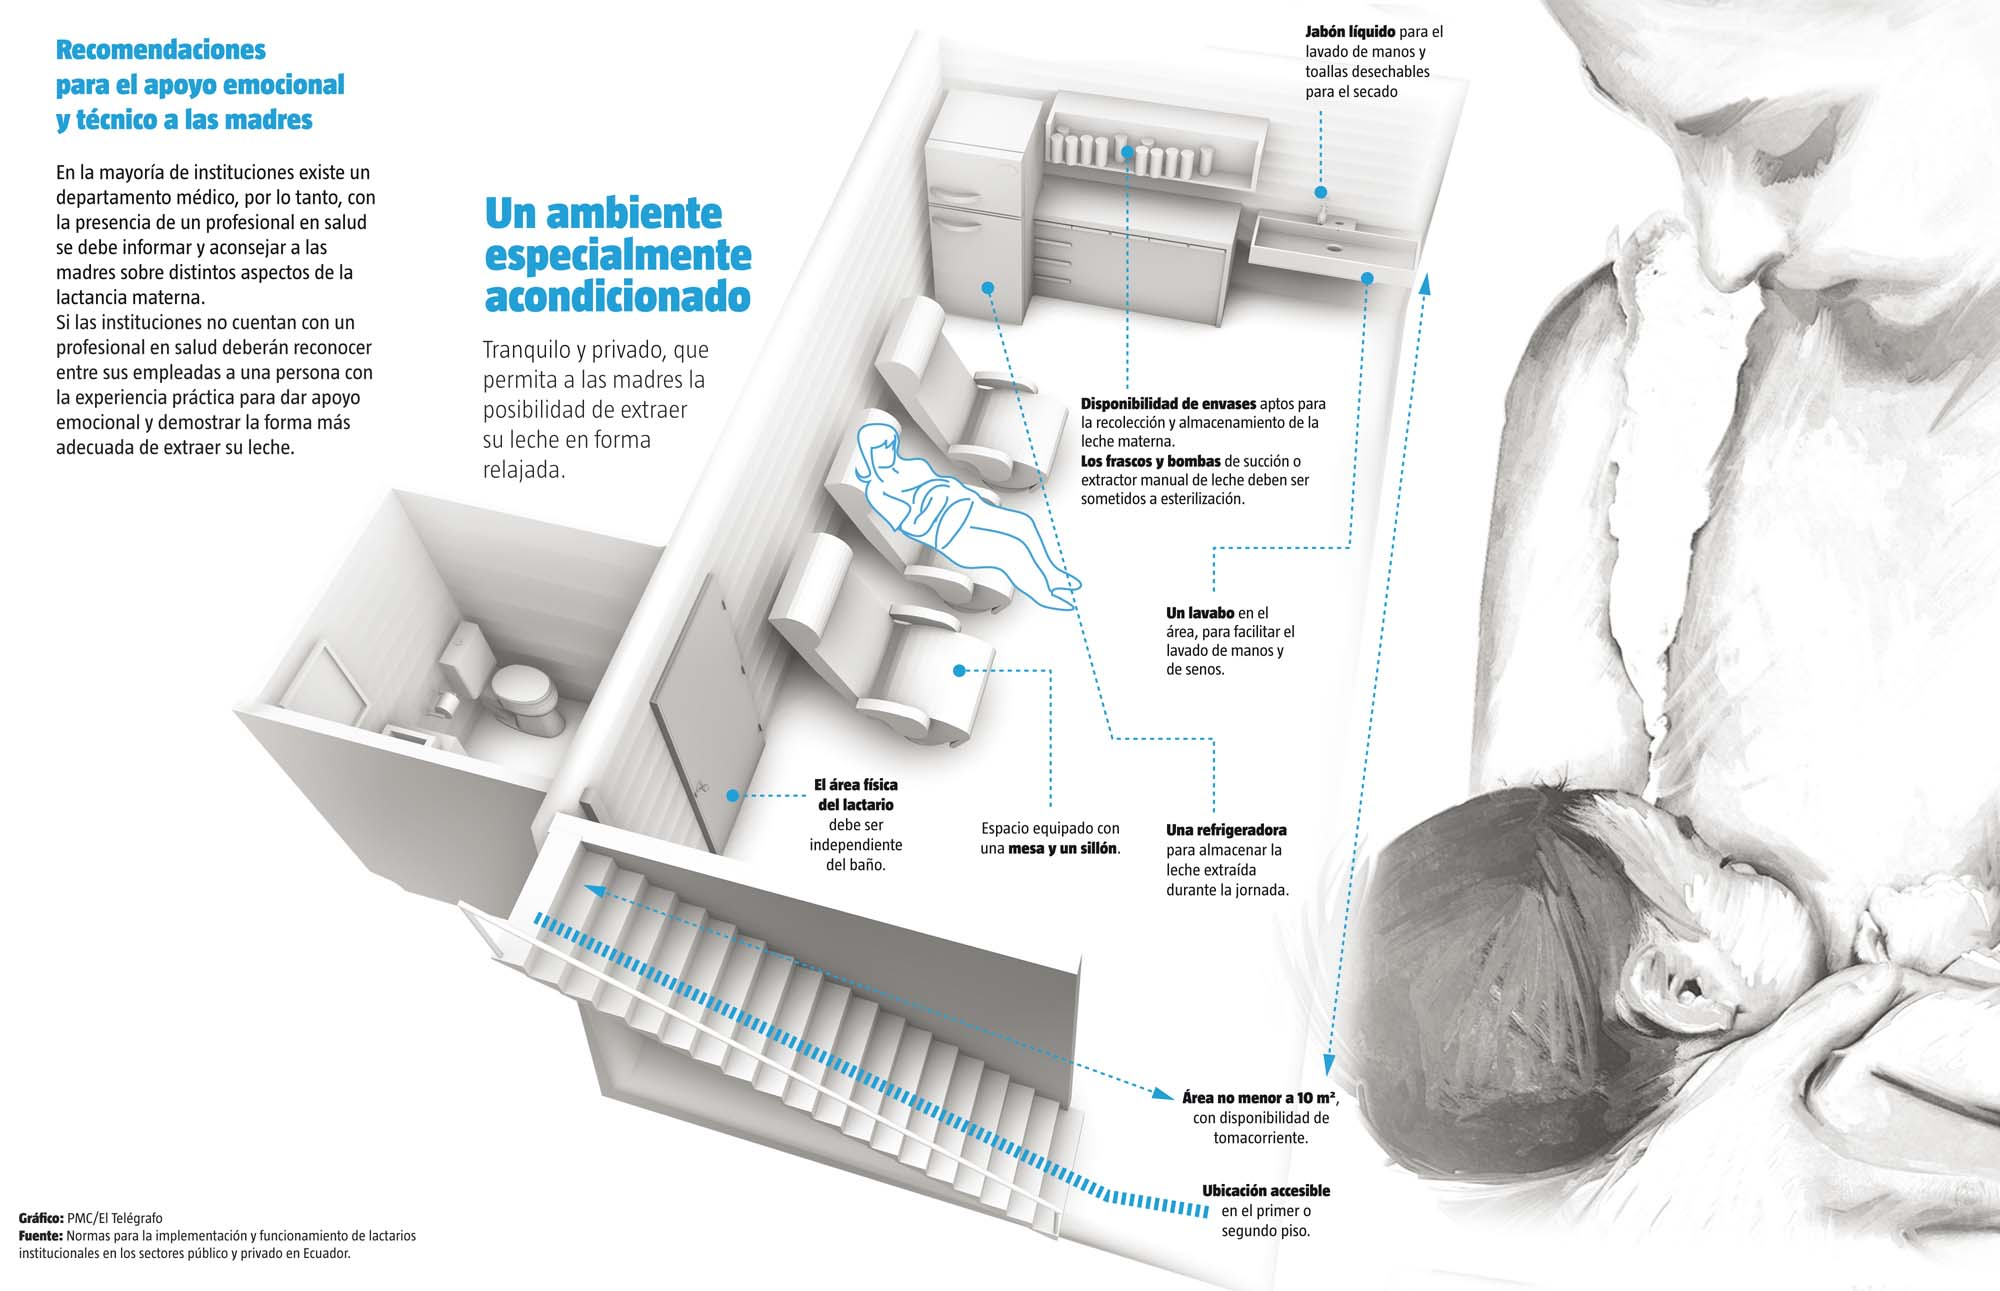 Recomendaciones
para el apoyo emocional
y técnico a las madres
En la mayoría de instituciones existe un
departamento médico, por lo tanto, con
la presencia de un profesional en salud
se debe informar y aconsejar a las
madres sobre distintos aspectos de la
lactancia materna.
Si las instituciones no cuentan con un
profesional en salud deberán reconocer
entre sus empleadas a una persona con
la experiencia práctica para dar apoyo
emocional y demostrar la forma más
adecuada de extraer su leche.
Un ambiente
especialmente
acondicionado
Tranquilo y privado, que
permita a las madres la
posibilidad de extraer
su leche en forma
relajada.
Jabón líquido para el
lavado de manos y
toallas desechables
para el secado
Disponibilidad de envases aptos para
la recolección y almacenamiento de la
leche materna.
Los frascos y bombas de succión o
extractor manual de leche deben ser
sometidos a esterilización.
Un lavabo en el
área, para facilitar el
lavado de manos y
de senos.
El área física
del lactario
debe ser
independiente
del baño.
Espacio equipado con
una mesa y un sillón.
Una refrigeradora
para almacenar la
leche extraída
durante la jornada.
Área no menor a 10 m²,
con disponibilidad de
tomacorriente.
Ubicación accesible
en el primer o
segundo piso.
Gráfico: PMC/El Telégrafo
Fuente: Normas para la implementación y funcionamiento de lactarios
institucionales en los sectores público y privado en Ecuador.